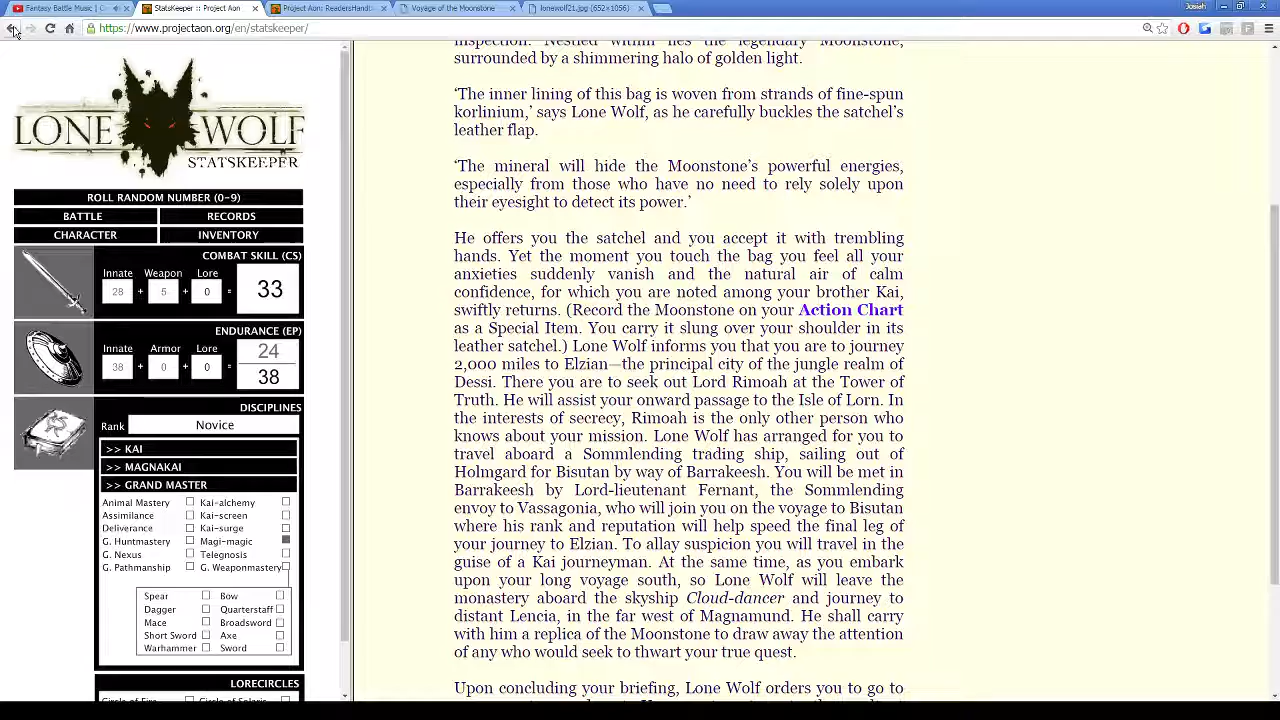 Fantasy Battle Music | C
StatsKeeper :: Project Aon
Project Aon: ReadersHandb
Voyage of the Moonstone
lonewolf21.jpg (652×1056)
Josiah
https://www.projectaon.org/en/statskeeper/
LONE WOLF
STATSKEEPER
ROLL RANDOM NUMBER (0-9)
BATTLE RECORDS
CHARACTER INVENTORY
COMBAT SKILL (CS)
Innate Weapon Lore
28 + 5 + 0 = 33
ENDURANCE (EP)
Innate Armor Lore 24
38 + 0 + 0 = 38
DISCIPLINES
Rank Novice
>> KAI
>> MAGNAKAI
>> GRAND MASTER
Animal Mastery Kai-alchemy
Assimilance Kai-screen
Deliverance Kai-surge
G. Huntmastery Magi-magic
G. Nexus Telegnosis
G. Pathmanship G. Weaponmastery
Spear Bow
Dagger Quarterstaff
Mace Broadsword
Short Sword Axe
Warhammer Sword
LORECIRCLES
Circle of Fire Circle of Solaris
inspection. Nestled within lies the legendary Moonstone,
surrounded by a shimmering halo of golden light.
‘The inner lining of this bag is woven from strands of fine-spun
korlinium,’ says Lone Wolf, as he carefully buckles the satchel’s
leather flap.
‘The mineral will hide the Moonstone’s powerful energies,
especially from those who have no need to rely solely upon
their eyesight to detect its power.’
He offers you the satchel and you accept it with trembling
hands. Yet the moment you touch the bag you feel all your
anxieties suddenly vanish and the natural air of calm
confidence, for which you are noted among your brother Kai,
swiftly returns. (Record the Moonstone on your Action Chart
as a Special Item. You carry it slung over your shoulder in its
leather satchel.) Lone Wolf informs you that you are to journey
2,000 miles to Elzian—the principal city of the jungle realm of
Dessi. There you are to seek out Lord Rimoah at the Tower of
Truth. He will assist your onward passage to the Isle of Lorn. In
the interests of secrecy, Rimoah is the only other person who
knows about your mission. Lone Wolf has arranged for you to
travel aboard a Sommlending trading ship, sailing out of
Holmgard for Bisutan by way of Barrakeesh. You will be met in
Barrakeesh by Lord-lieutenant Fernant, the Sommlending
envoy to Vassagonia, who will join you on the voyage to Bisutan
where his rank and reputation will help speed the final leg of
your journey to Elzian. To allay suspicion you will travel in the
guise of a Kai journeyman. At the same time, as you embark
upon your long voyage south, so Lone Wolf will leave the
monastery aboard the skyship Cloud-dancer and journey to
distant Lencia, in the far west of Magnamund. He shall carry
with him a replica of the Moonstone to draw away the attention
of any who would seek to thwart your true quest.
Upon concluding your briefing, Lone Wolf orders you to go to